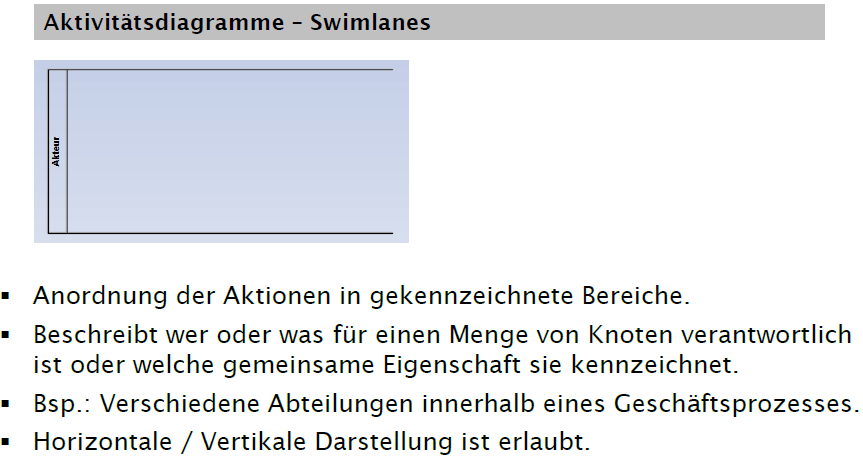 Aktivitätsdiagramme – Swimlanes
Akteur
▪ Anordnung der Aktionen in gekennzeichnete Bereiche.
▪ Beschreibt wer oder was für einen Menge von Knoten verantwortlich
ist oder welche gemeinsame Eigenschaft sie kennzeichnet.
▪ Bsp.: Verschiedene Abteilungen innerhalb eines Geschäftsprozesses.
▪ Horizontale / Vertikale Darstellung ist erlaubt.